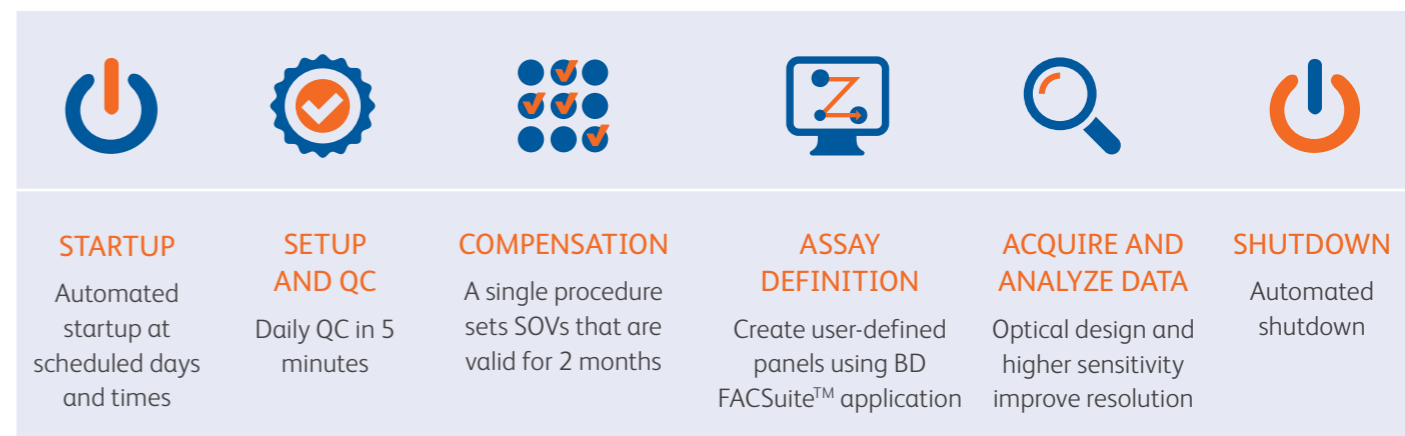 STARTUP
Automated
startup at
scheduled days
and times
SETUP
AND QC
Daily QC in 5
minutes
COMPENSATION
A single procedure
sets SOVs that are
valid for 2 months
ASSAY
DEFINITION
Create user-defined
panels using BD
FACSuite™ application
ACQUIRE AND
ANALYZE DATA
Optical design and
higher sensitivity
improve resolution
SHUTDOWN
Automated
shutdown